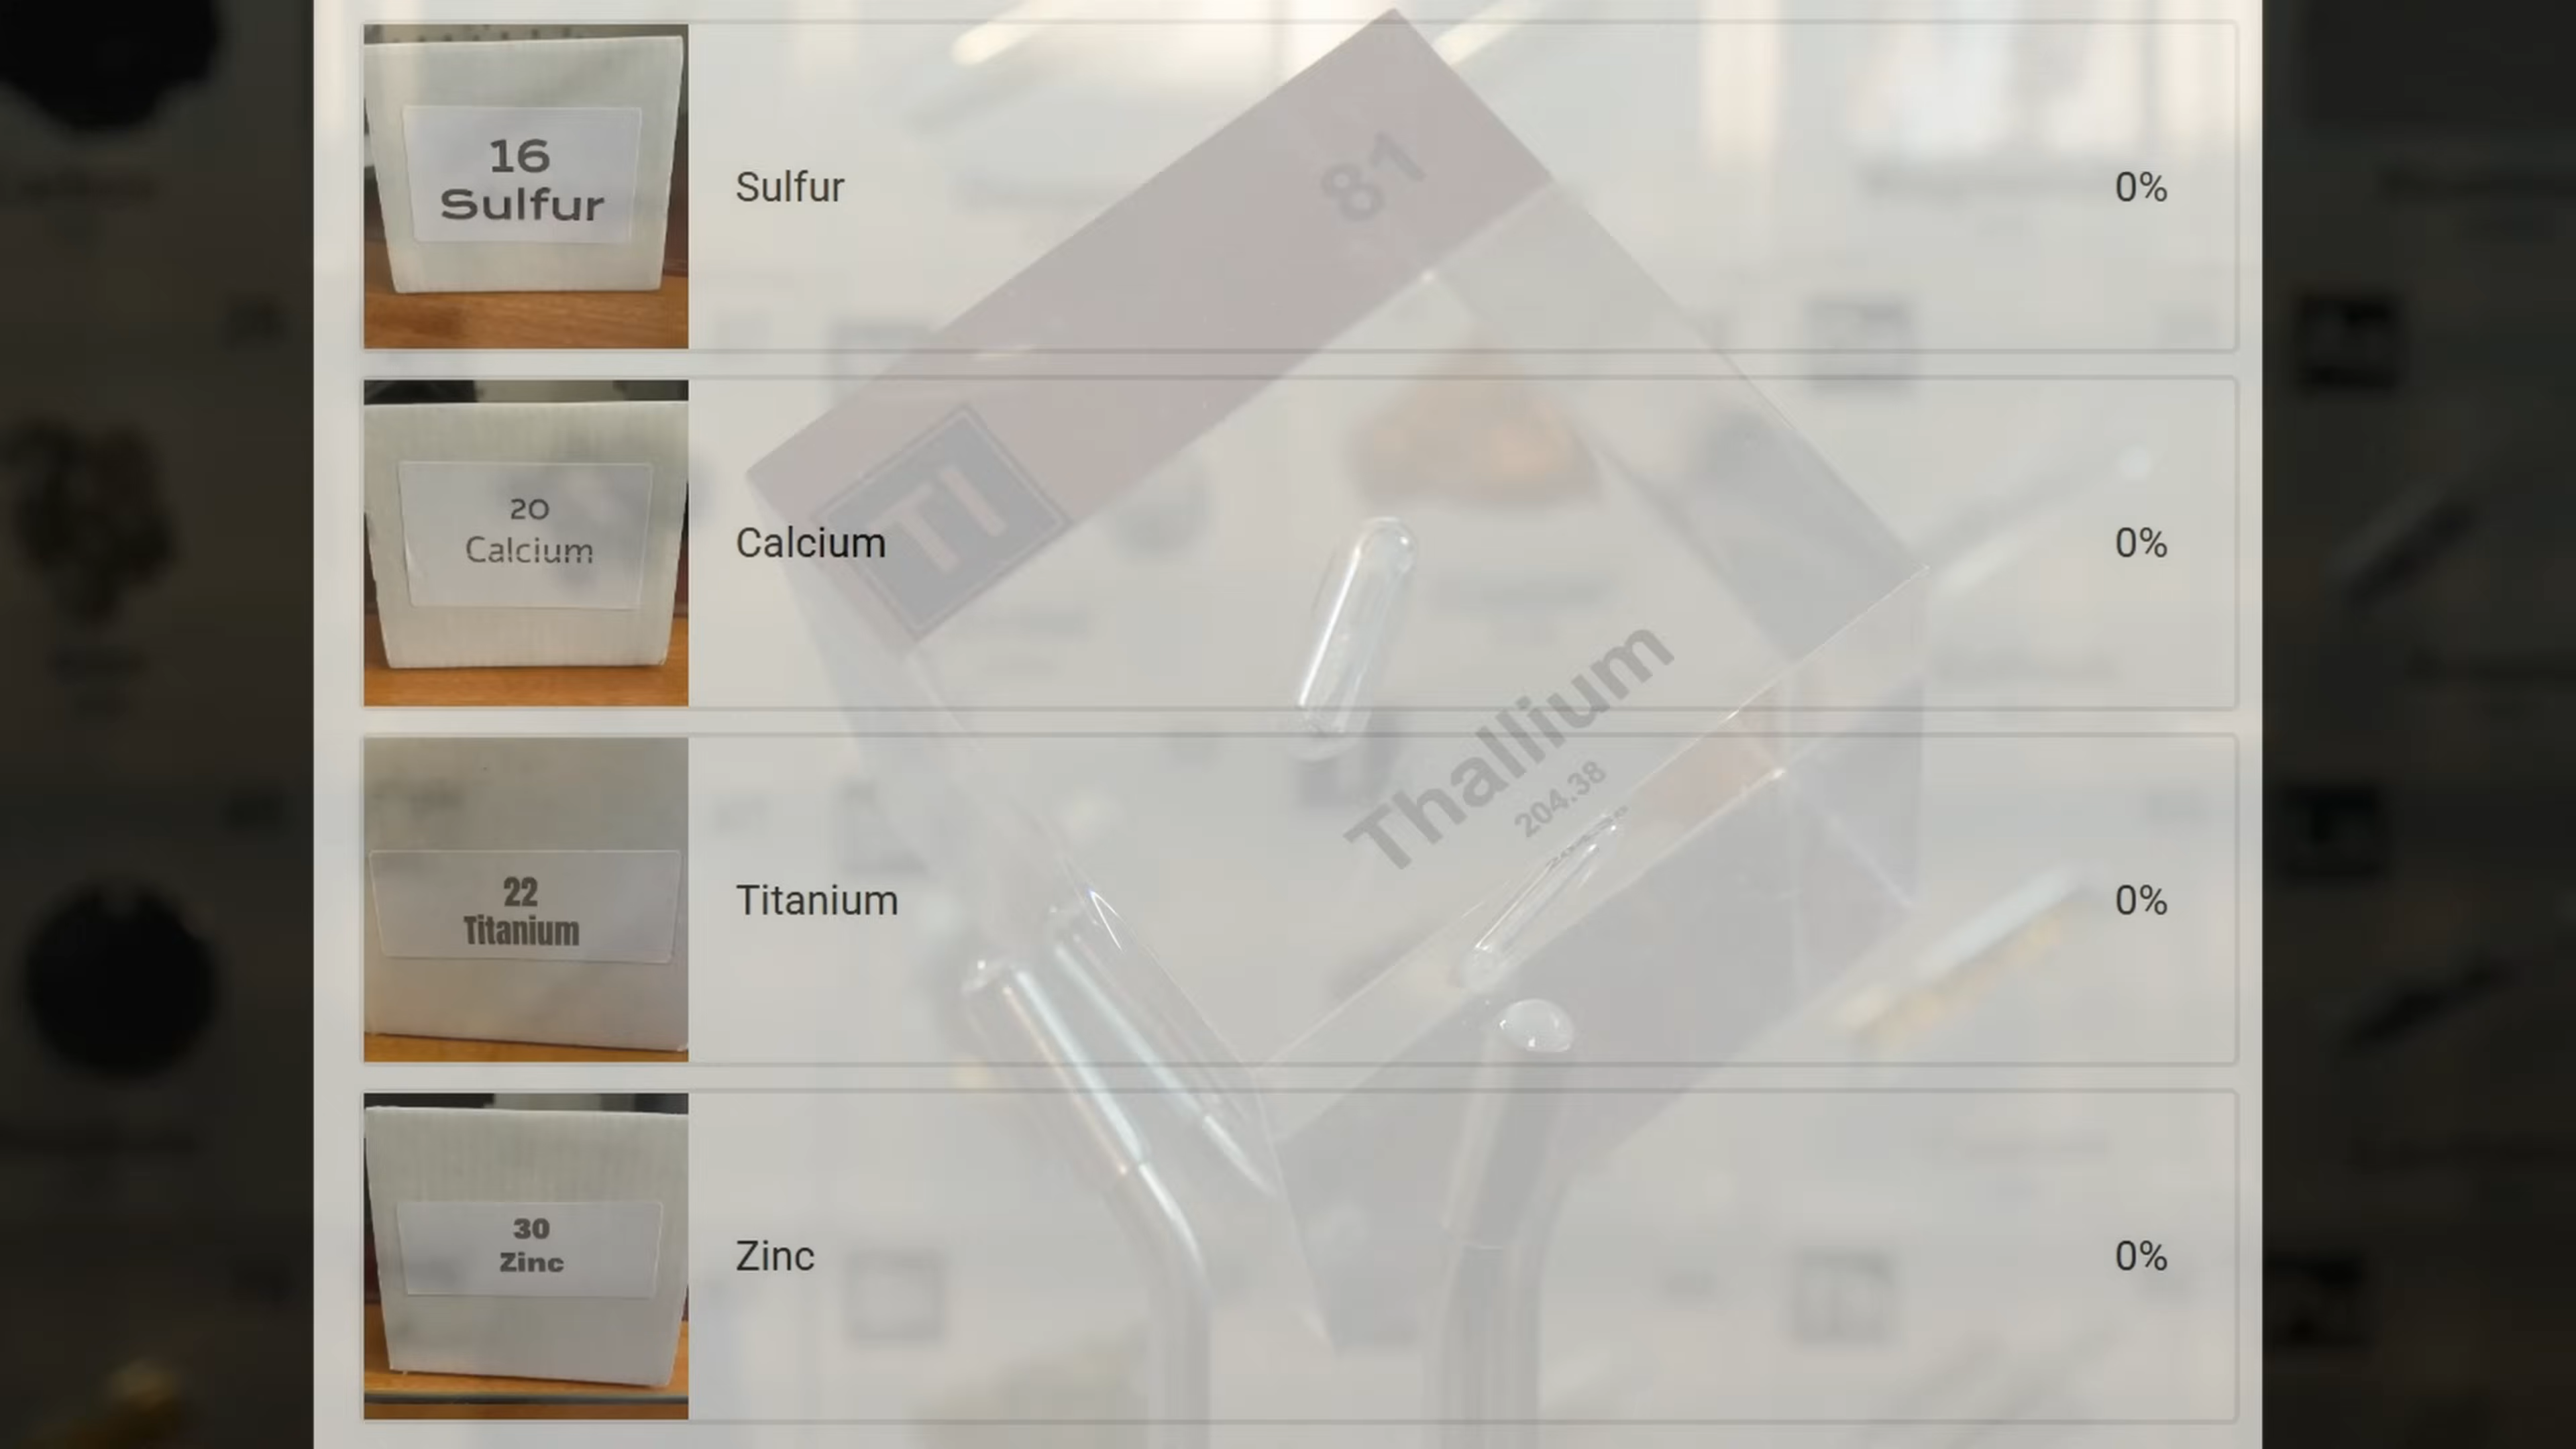 16
Sulfur
Sulfur
0%
20
Calcium
Calcium
0%
22
Titanium
Titanium
0%
30
Zinc
Zinc
0%
81
Tl
Thallium
204.38